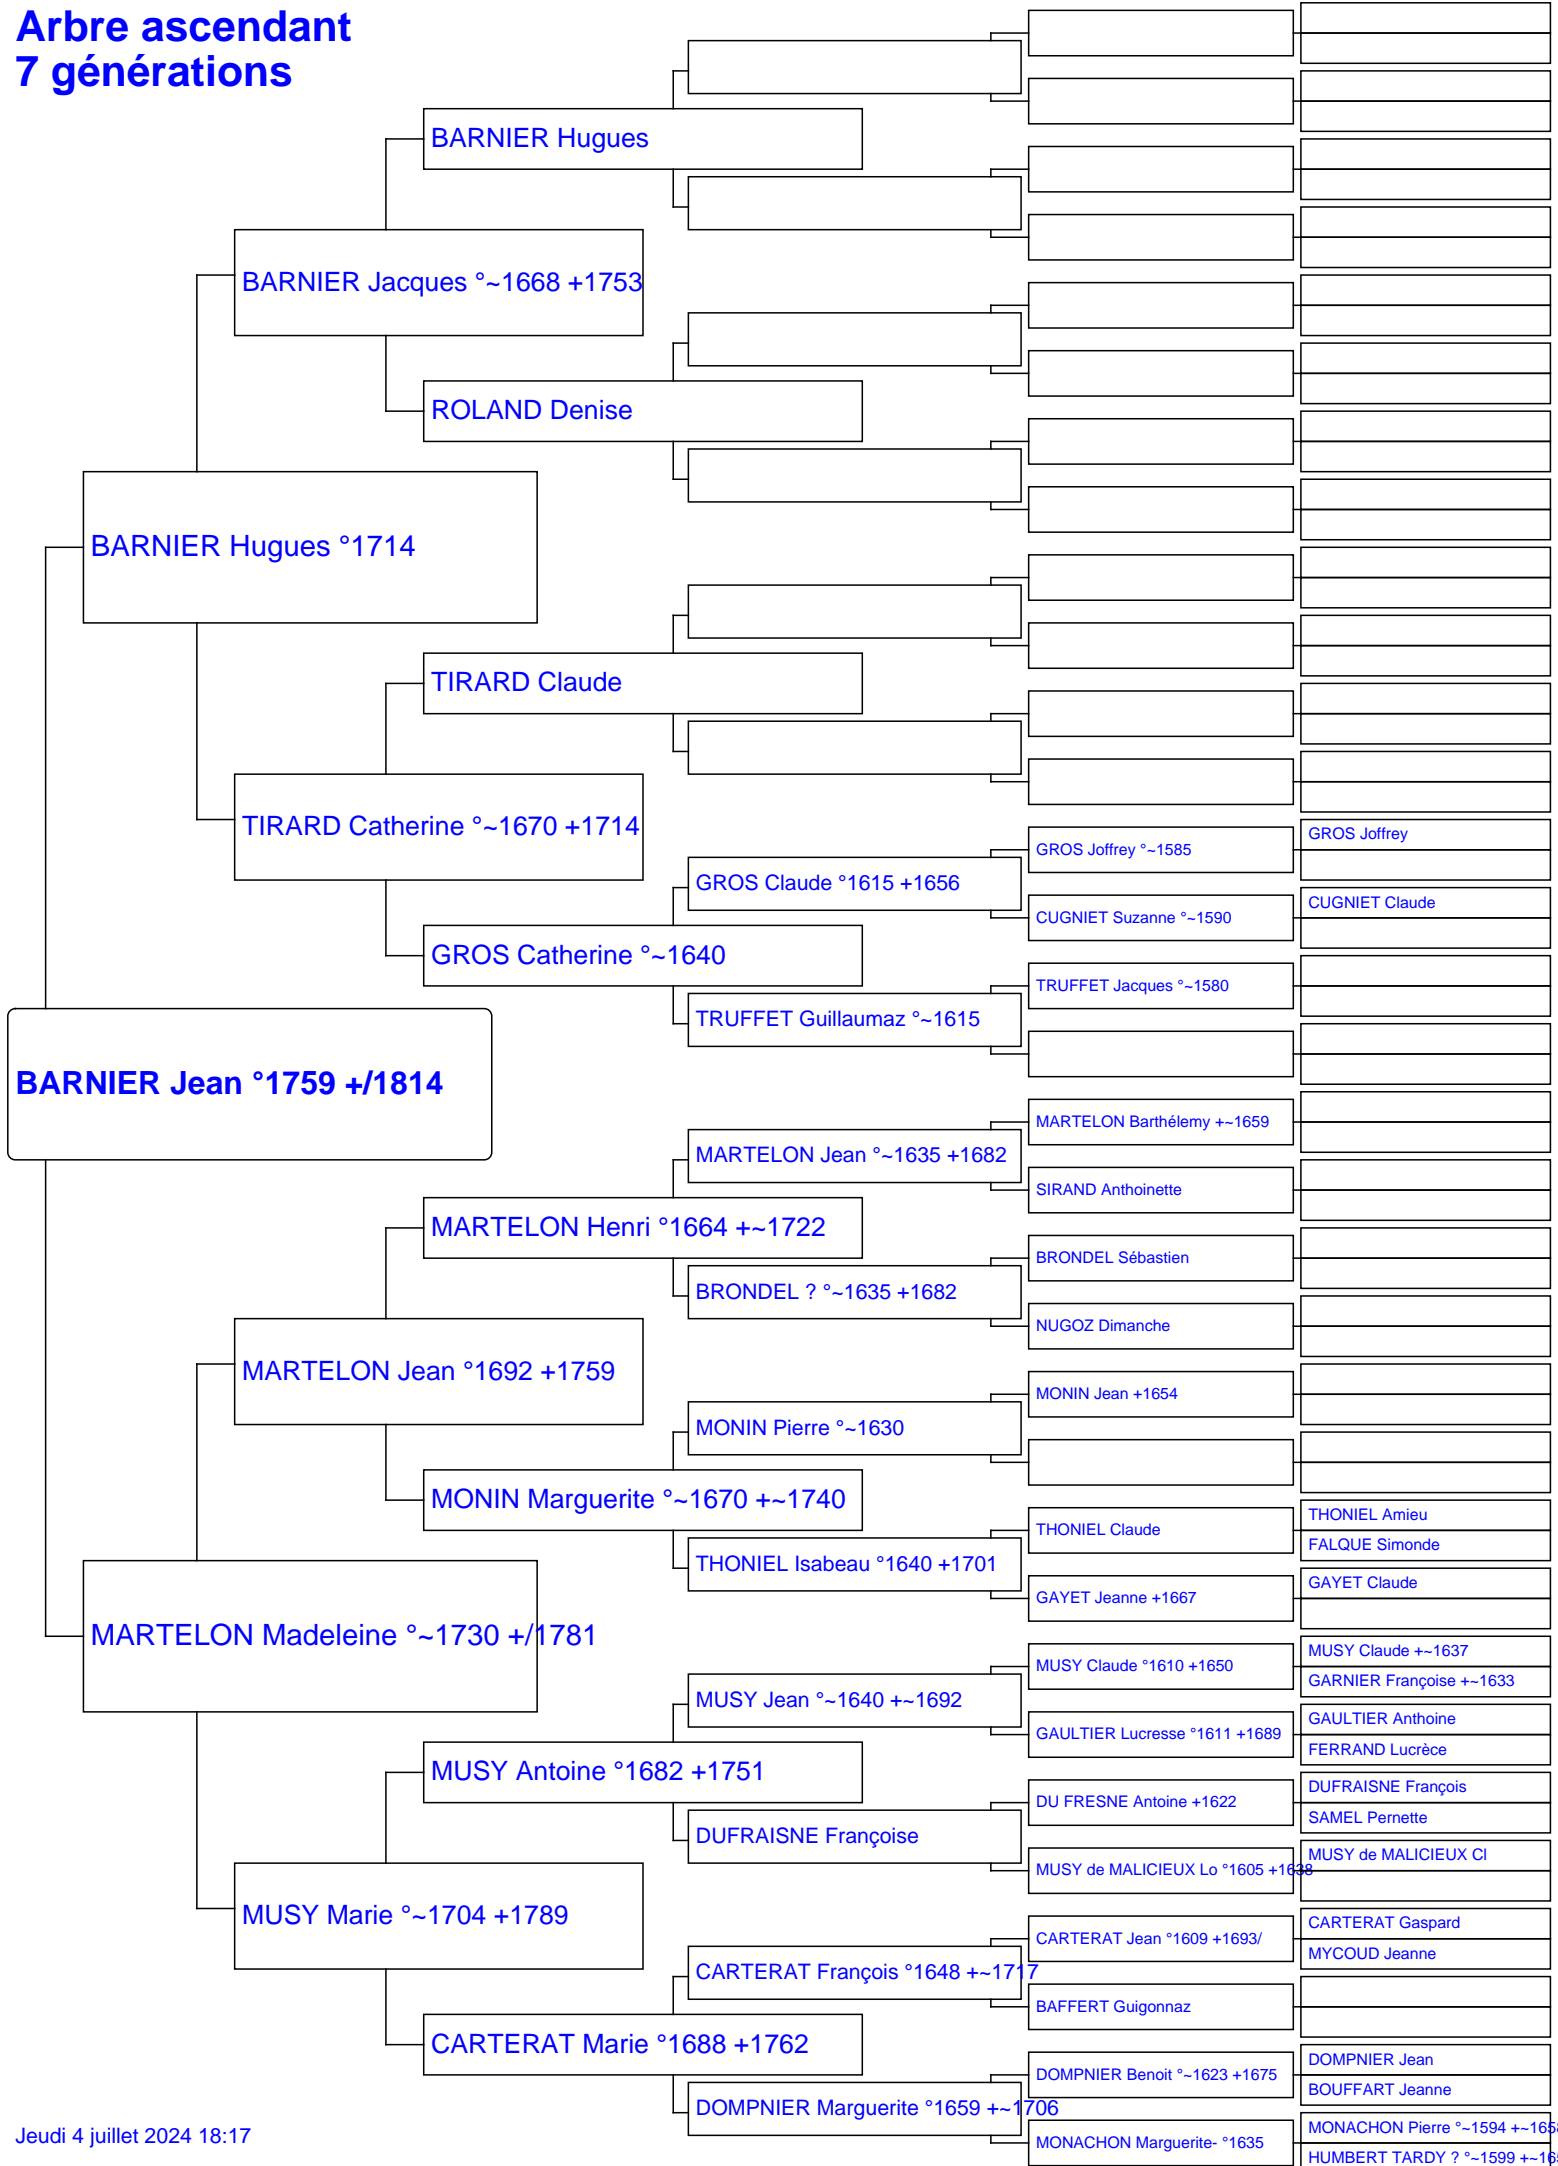 Arbre ascendant
7 générations
BARNIER Hugues
BARNIER Jacques °~1668 +1753
ROLAND Denise
BARNIER Hugues °1714
TIRARD Claude
TIRARD Catherine °~1670 +1714
GROS Joffrey
GROS Joffrey °~1585
GROS Claude °1615 +1656
CUGNIET Claude
CUGNIET Suzanne °~1590
GROS Catherine °~1640
TRUFFET Jacques °~1580
TRUFFET Guillaumaz °~1615
BARNIER Jean °1759 +/1814
MARTELON Barthélemy +~1659
MARTELON Jean °~1635 +1682
SIRAND Anthoinette
MARTELON Henri °1664 +~1722
BRONDEL Sébastien
BRONDEL ? °~1635 +1682
NUGOZ Dimanche
MARTELON Jean °1692 +1759
MONIN Jean +1654
MONIN Pierre °~1630
MONIN Marguerite °~1670 +~1740
THONIEL Amieu
THONIEL Claude
FALQUE Simonde
THONIEL Isabeau °1640 +1701
GAYET Claude
GAYET Jeanne +1667
MARTELON Madeleine °~1730 +/1781
MUSY Claude +~1637
MUSY Claude °1610 +1650
GARNIER Françoise +~1633
MUSY Jean °~1640 +~1692
GAULTIER Anthoine
GAULTIER Lucresse °1611 +1689
FERRAND Lucrèce
MUSY Antoine °1682 +1751
DUFRAISNE François
DU FRESNE Antoine +1622
SAMEL Pernette
DUFRAISNE Françoise
MUSY de MALICIEUX Cl
MUSY de MALICIEUX Lo °1605 +1638
MUSY Marie °~1704 +1789
CARTERAT Gaspard
CARTERAT Jean °1609 +1693/
MYCOUD Jeanne
CARTERAT François °1648 +~1717
BAFFERT Guigonnaz
CARTERAT Marie °1688 +1762
DOMPNIER Jean
DOMPNIER Benoit °~1623 +1675
BOUFFART Jeanne
DOMPNIER Marguerite °1659 +~1706
MONACHON Pierre °~1594
MONACHON Marguerite- °1635
HUMBERT TARDY ? °~1599
Jeudi 4 juillet 2024 18:17